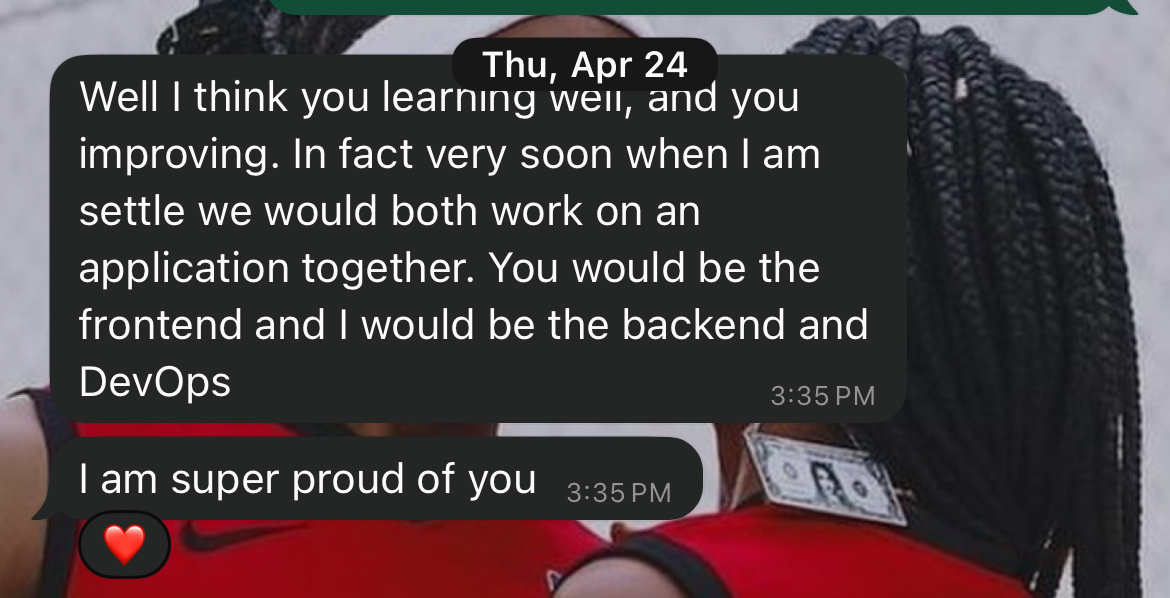 Thu, Apr 24
Well I think you learning well, and you
improving. In fact very soon when I am
settle we would both work on an
application together. You would be the
frontend and I would be the backend and
DevOps
3:35 PM
I am super proud of you 3:35 PM